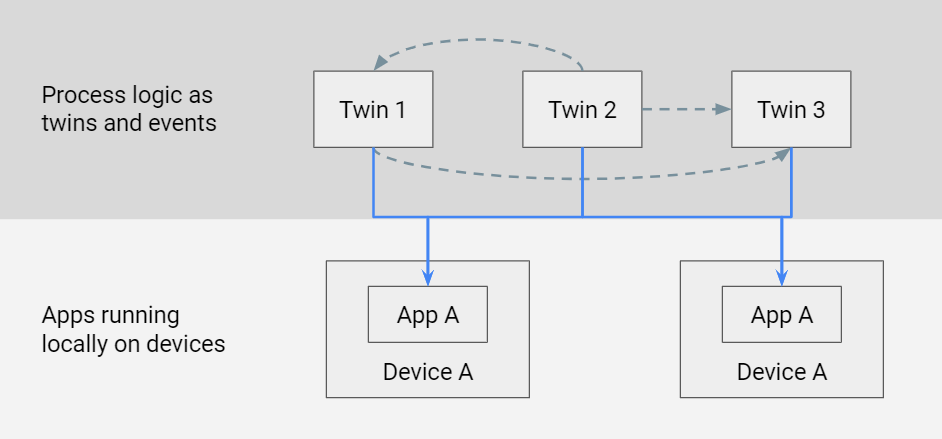 Process logic as
twins and events
Twin 1
Twin 2
Twin 3
Apps running
locally on devices
App A
Device A
App A
Device A